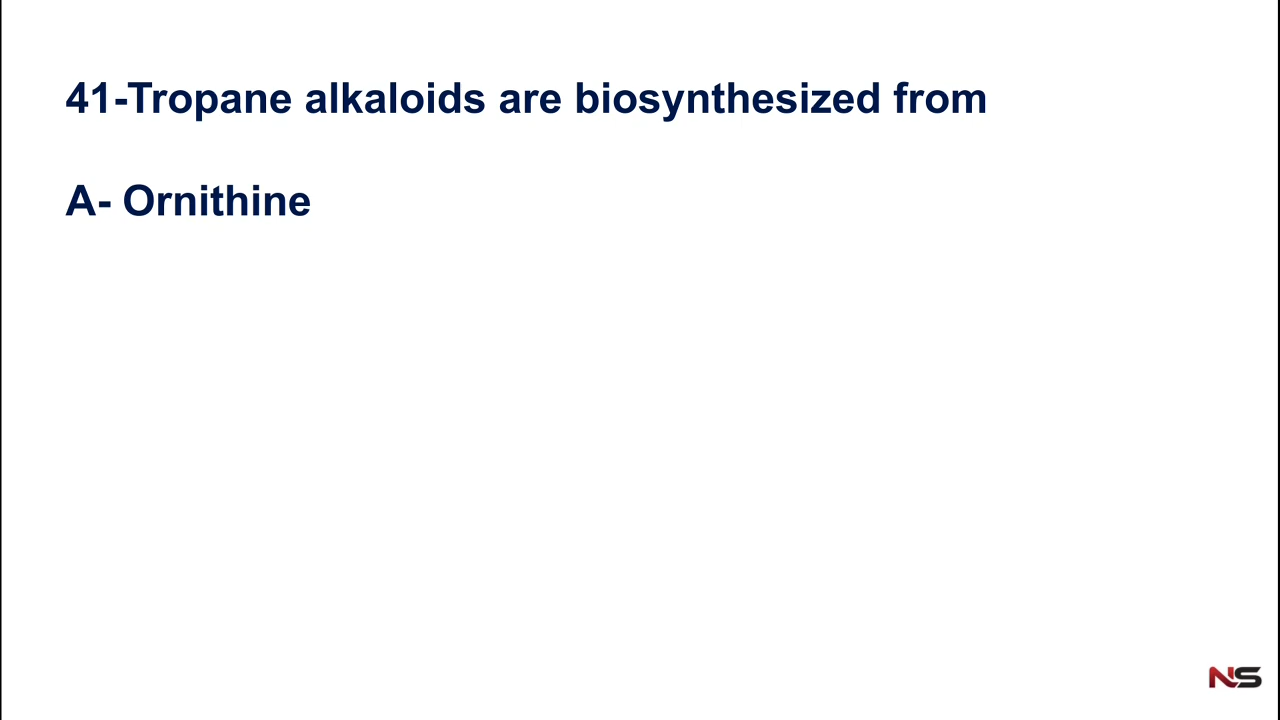 41-Tropane alkaloids are biosynthesized from
A- Ornithine
NS